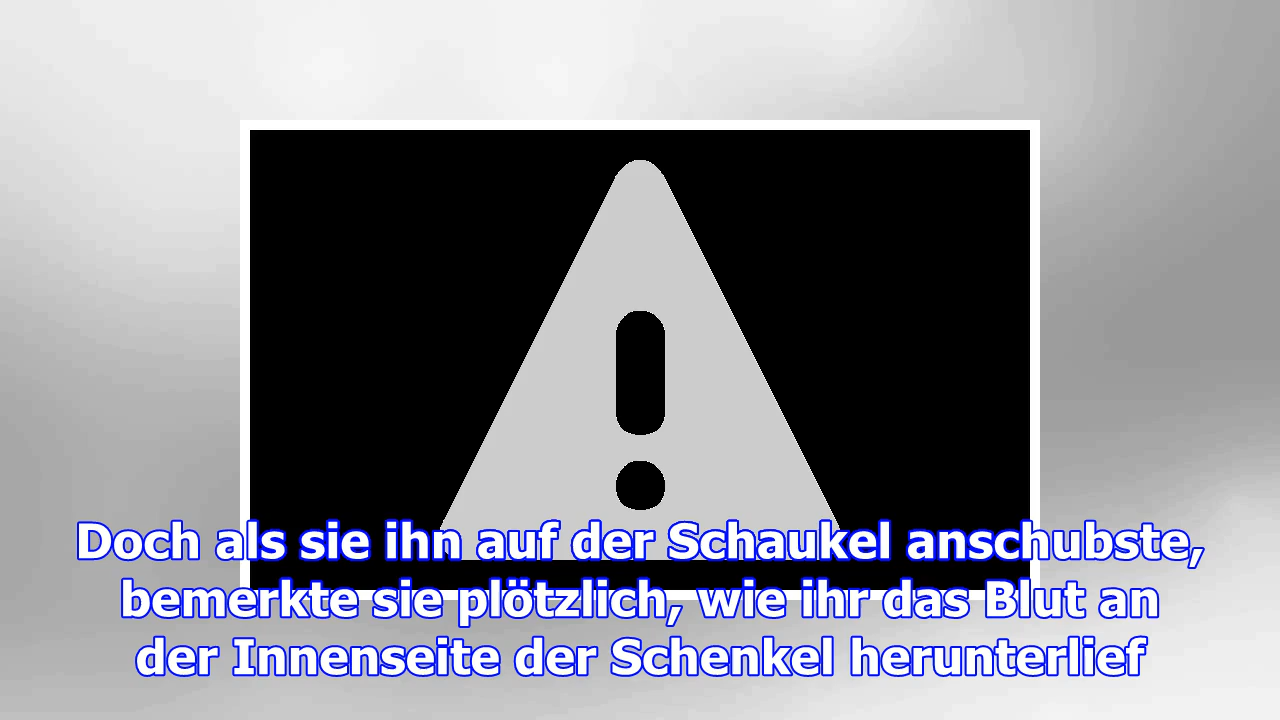 Doch als sie ihn auf der Schaukel anschubste,
bemerkte sie plötzlich, wie ihr das Blut an
der Innenseite der Schenkel herunterlief